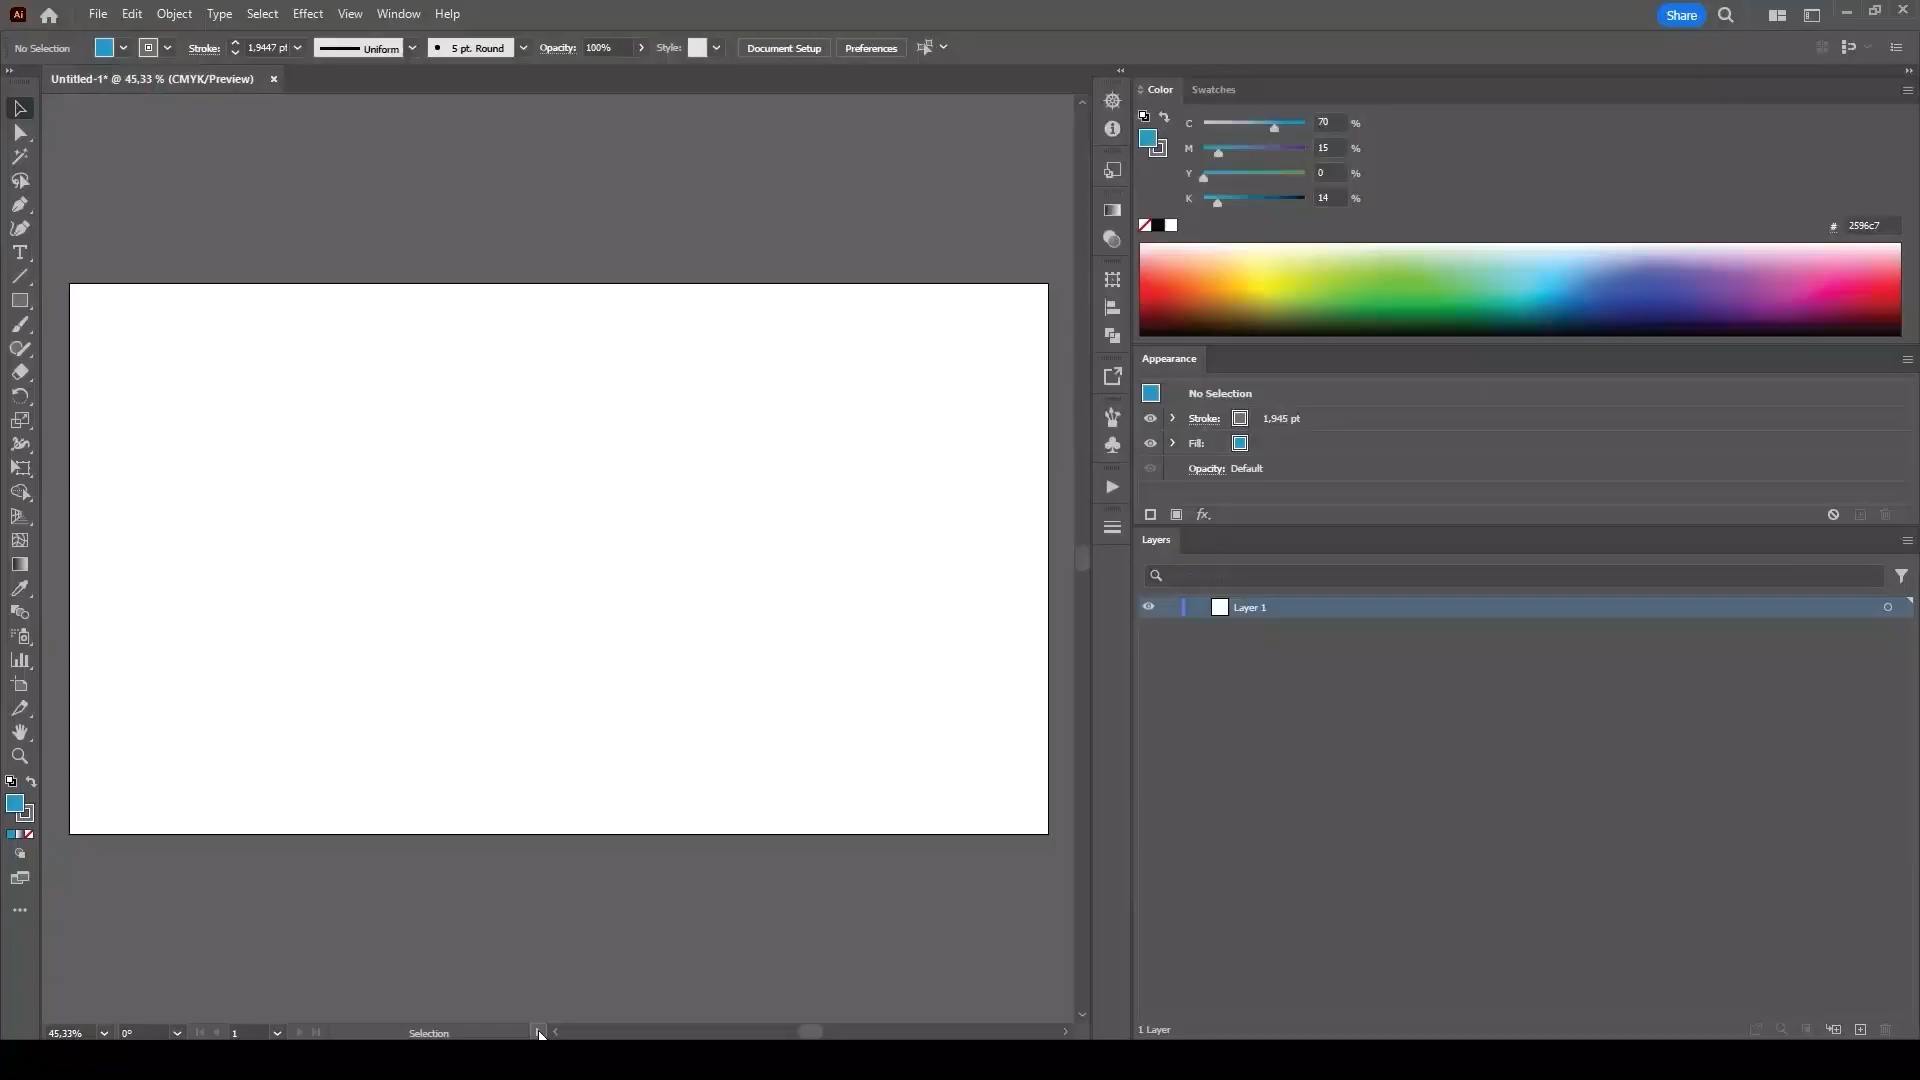 Ai File Edit Object Type Select Effect View Window Help Share
No Selection Stroke: 1,9447 pt Uniform 5 pt. Round Opacity: 100% Style: Document Setup Preferences
Untitled-1* @ 45,33 % (CMYK/Preview)
Color Swatches
C 70 %
M 15 %
Y 0 %
K 14 %
# 2596c7
Appearance
No Selection
Stroke: 1,945 pt
Fill:
Opacity: Default
fx.
Layers
Layer 1
1 Layer
45,33% 0° 1 Selection